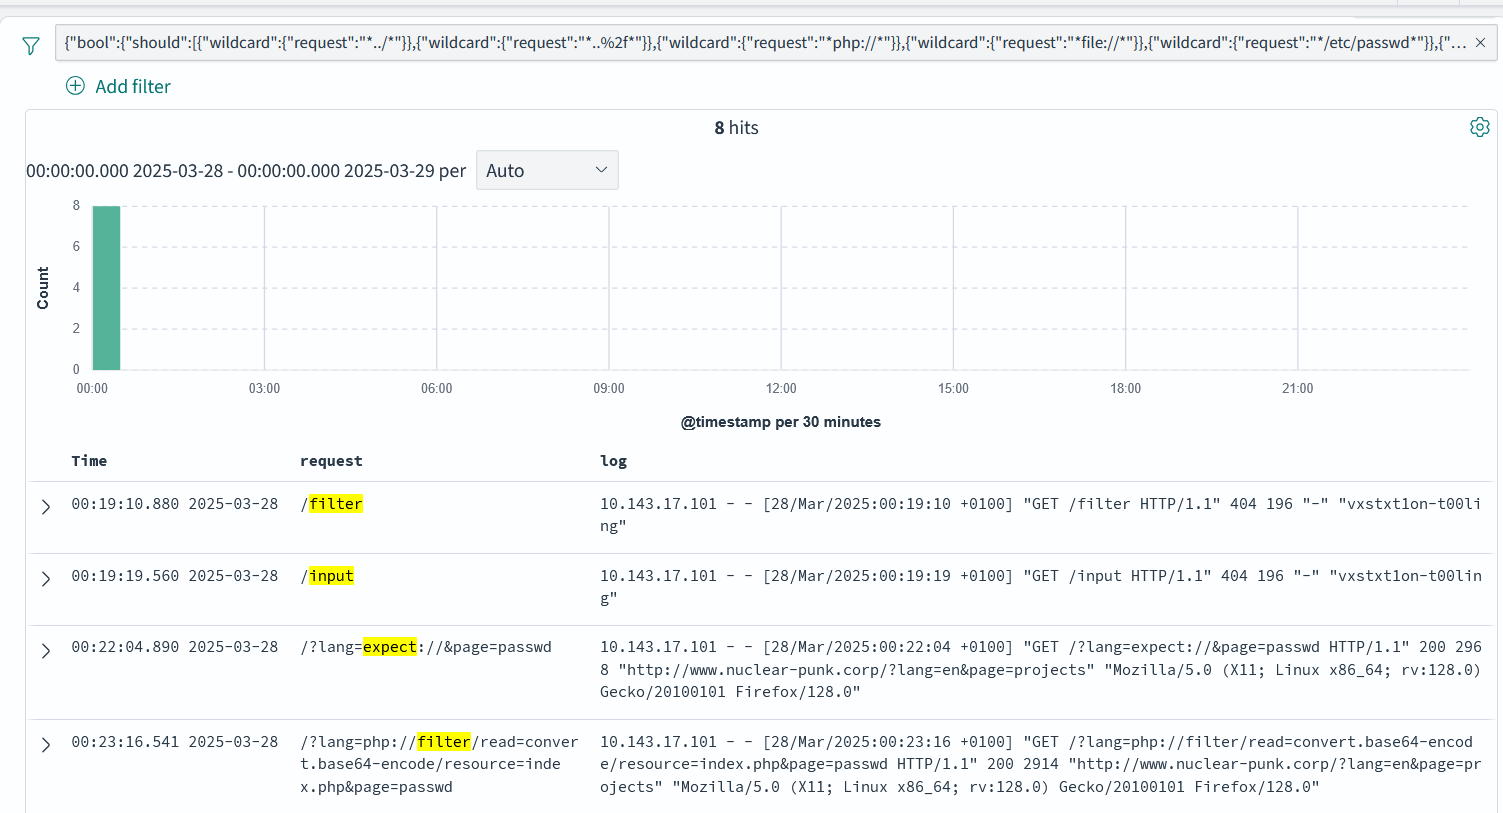 {"bool":{"should":[{"wildcard":{"request":"*../*"}},{"wildcard":{"request":"*..%2f*"}},{"wildcard":{"request":"*php://*"}},{"wildcard":{"request":"*file://*"}},{"wildcard":{"request":"*/etc/passwd*"}},{"... ×
Add filter
8 hits
00:00:00.000 2025-03-28 - 00:00:00.000 2025-03-29 per Auto
8
6
4
2
0
Count
00:00 03:00 06:00 09:00 12:00 15:00 18:00 21:00
@timestamp per 30 minutes
Time request log
00:19:10.880 2025-03-28 /filter 10.143.17.101 - - [28/Mar/2025:00:19:10 +0100] "GET /filter HTTP/1.1" 404 196 "-" "vxstxt1on-t00li
ng"
00:19:19.560 2025-03-28 /input 10.143.17.101 - - [28/Mar/2025:00:19:19 +0100] "GET /input HTTP/1.1" 404 196 "-" "vxstxt1on-t00lin
g"
00:22:04.890 2025-03-28 /?lang=expect://&page=passwd 10.143.17.101 - - [28/Mar/2025:00:22:04 +0100] "GET /?lang=expect://&page=passwd HTTP/1.1" 200 296
8 "http://www.nuclear-punk.corp/?lang=en&page=projects" "Mozilla/5.0 (X11; Linux x86_64; rv:128.0)
Gecko/20100101 Firefox/128.0"
00:23:16.541 2025-03-28 /?lang=php://filter/read=conver 10.143.17.101 - - [28/Mar/2025:00:23:16 +0100] "GET /?lang=php://filter/read=convert.base64-encod
t.base64-encode/resource=inde e/resource=index.php&page=passwd HTTP/1.1" 200 2914 "http://www.nuclear-punk.corp/?lang=en&page=pr
x.php&page=passwd ojects" "Mozilla/5.0 (X11; Linux x86_64; rv:128.0) Gecko/20100101 Firefox/128.0"